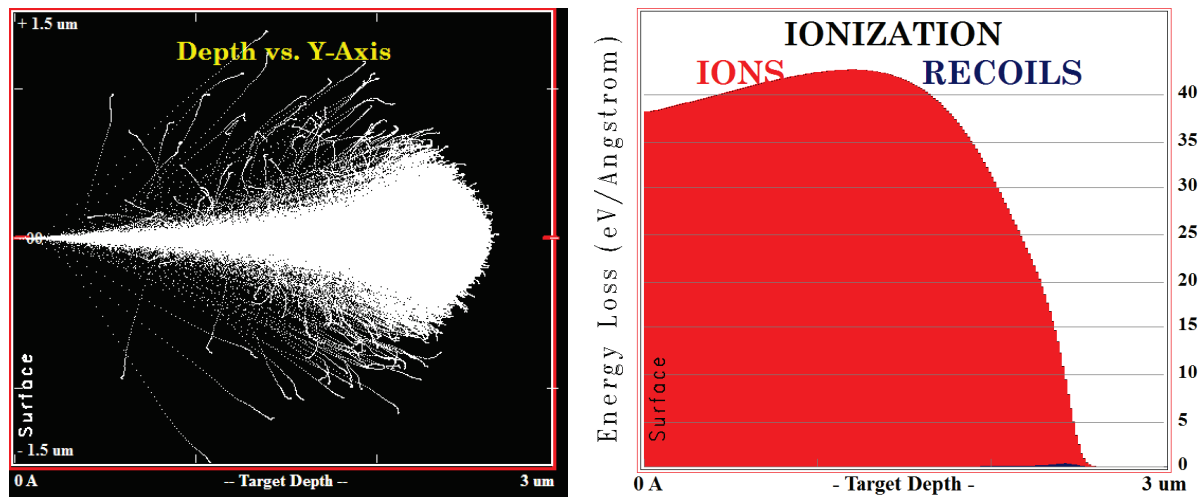 + 1.5 um
Depth vs. Y-Axis
Surface
- 1.5 um
0 A
-- Target Depth --
3 um
IONIZATION
IONS
RECOILS
Energy Loss (eV/Angstrom)
40
35
30
25
20
15
10
5
0
Surface
0 A
- Target Depth -
3 um